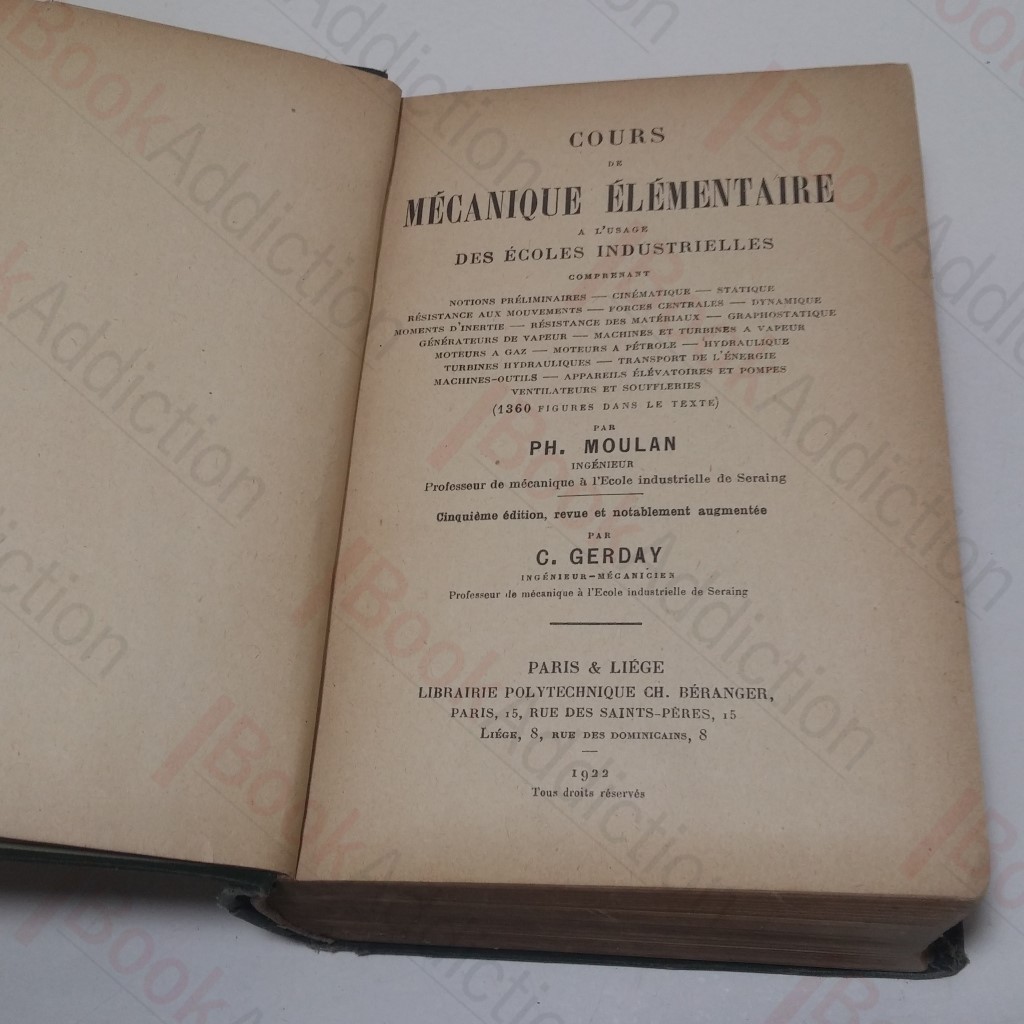 COURS
DE
MÉCANIQUE ÉLÉMENTAIRE
A L'USAGE
DES ÉCOLES INDUSTRIELLES
COMPRENANT
NOTIONS PRÉLIMINAIRES — CINÉMATIQUE — STATIQUE
RÉSISTANCE AUX MOUVEMENTS — FORCES CENTRALES — DYNAMIQUE
MOMENTS D'INERTIE — RÉSISTANCE DES MATÉRIAUX — GRAPHOSTATIQUE
GÉNÉRATEURS DE VAPEUR — MACHINES ET TURBINES A VAPEUR
MOTEURS A GAZ — MOTEURS A PÉTROLE — HYDRAULIQUE
TURBINES HYDRAULIQUES — TRANSPORT DE L'ÉNERGIE
MACHINES-OUTILS — APPAREILS ÉLÉVATOIRES ET POMPES
VENTILATEURS ET SOUFFLERIES
(1360 FIGURES DANS LE TEXTE)
PAR
PH. MOULAN
INGÉNIEUR
Professeur de mécanique à l'Ecole industrielle de Seraing
Cinquième édition, revue et notablement augmentée
PAR
C. GERDAY
INGÉNIEUR-MÉCANICIEN
Professeur de mécanique à l'Ecole industrielle de Seraing
PARIS & LIÉGE
LIBRAIRIE POLYTECHNIQUE CH. BÉRANGER,
PARIS, 15, RUE DES SAINTS-PÈRES, 15
LIÉGE, 8, RUE DES DOMINICAINS, 8
1922
Tous droits réservés
BookAddiction